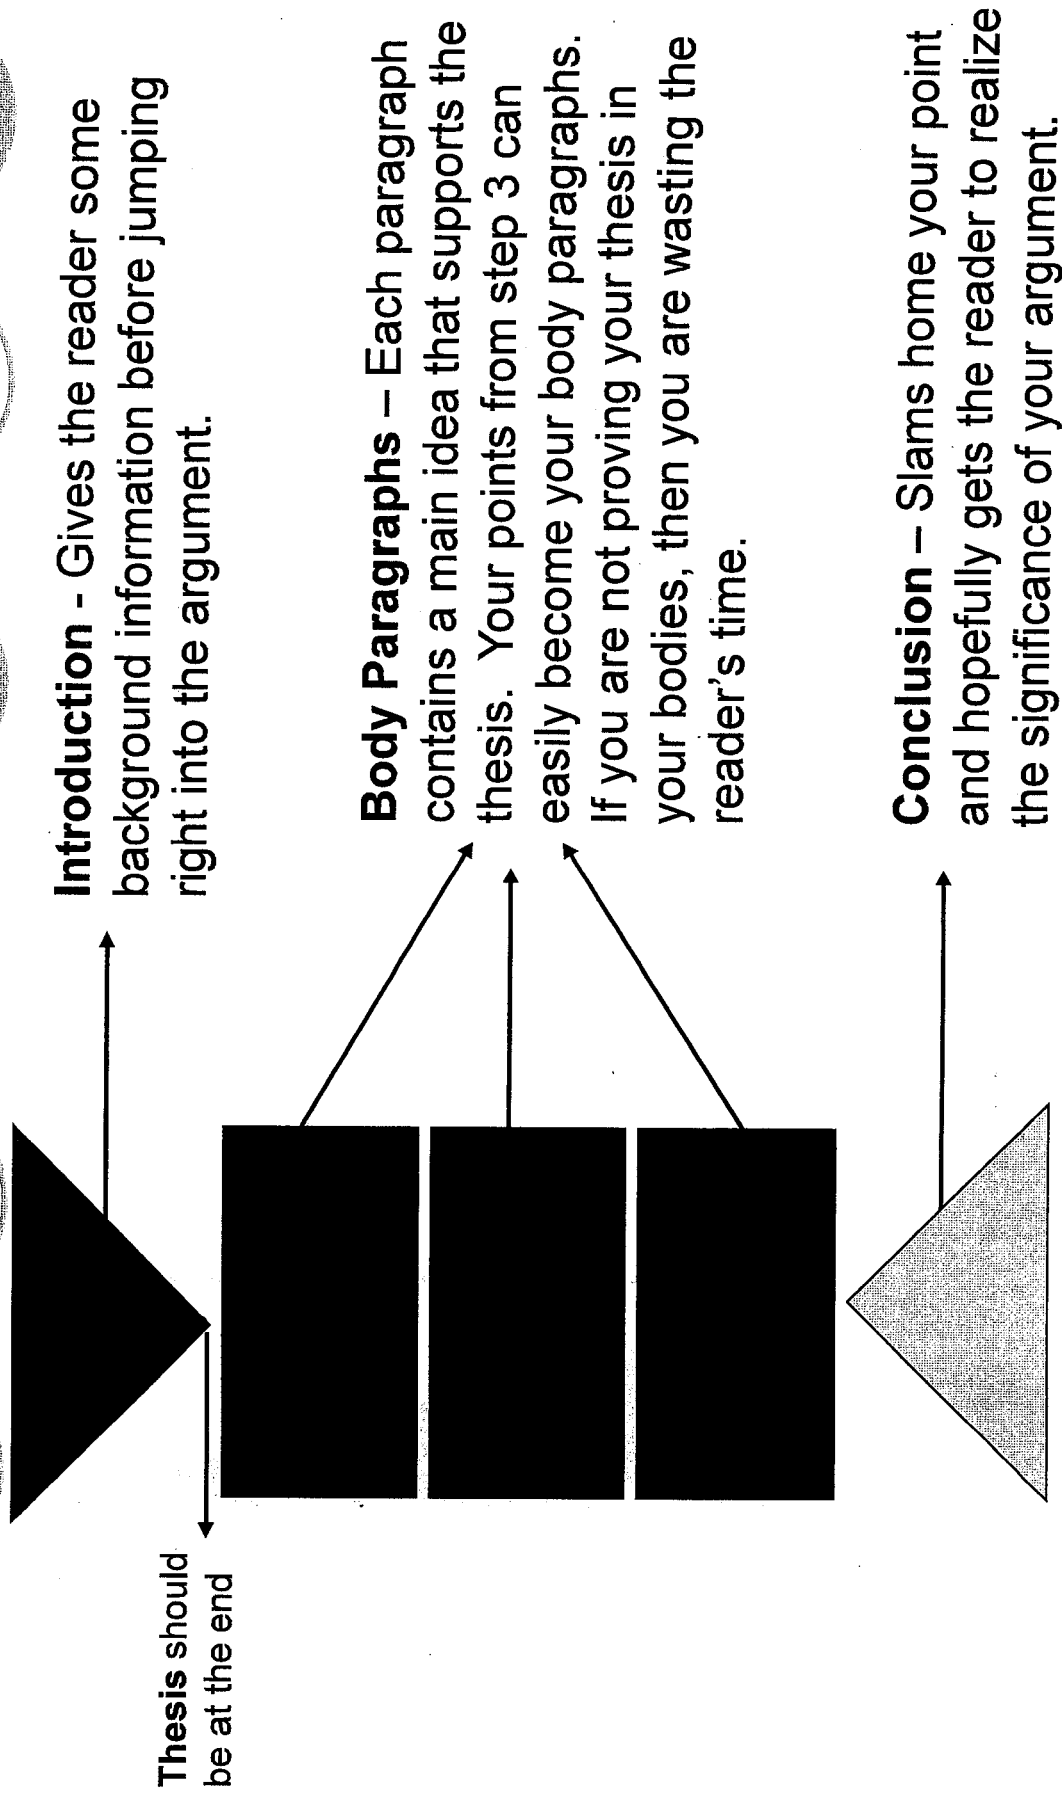 Introduction - Gives the reader some
background information before jumping
right into the argument.
Thesis should
be at the end
Body Paragraphs – Each paragraph
contains a main idea that supports the
thesis.  Your points from step 3 can
easily become your body paragraphs.
If you are not proving your thesis in
your bodies, then you are wasting the
reader's time.
Conclusion – Slams home your point
and hopefully gets the reader to realize
the significance of your argument.